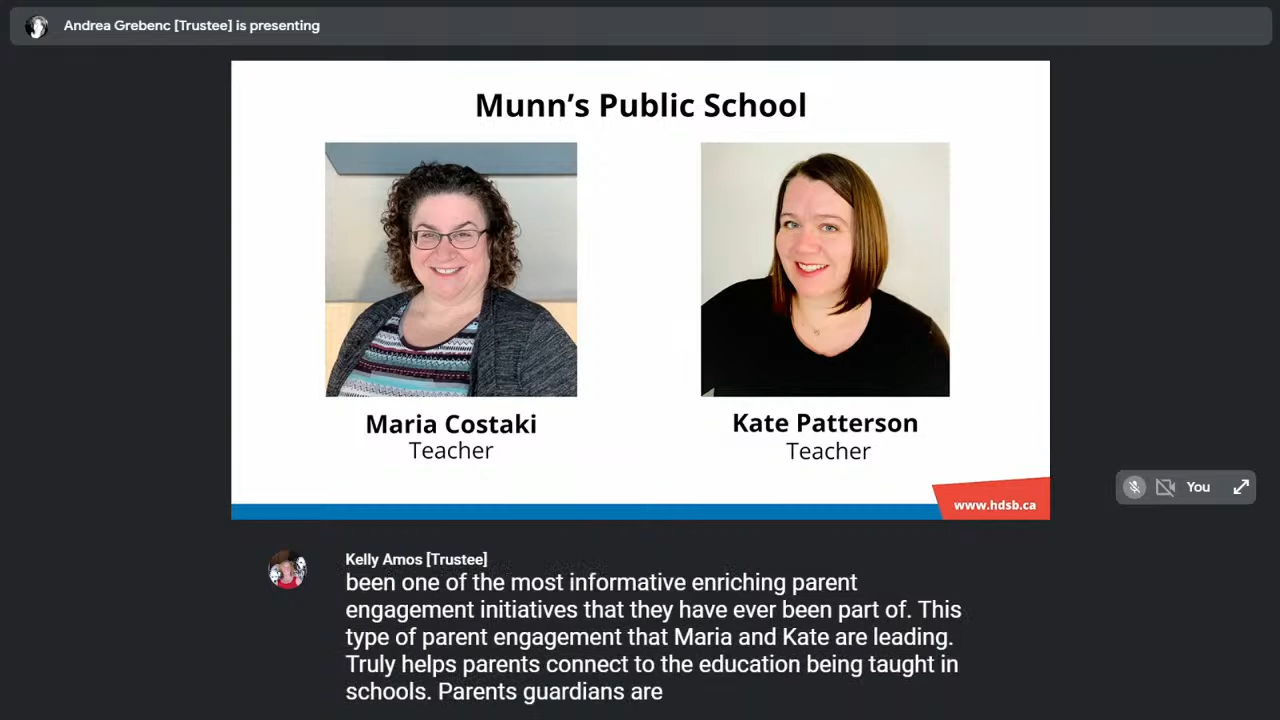 Andrea Grebenc [Trustee] is presenting
Munn's Public School
Maria Costaki
Teacher
Kate Patterson
Teacher
www.hdsb.ca
You
Kelly Amos [Trustee]
been one of the most informative enriching parent
engagement initiatives that they have ever been part of. This
type of parent engagement that Maria and Kate are leading.
Truly helps parents connect to the education being taught in
schools. Parents guardians are